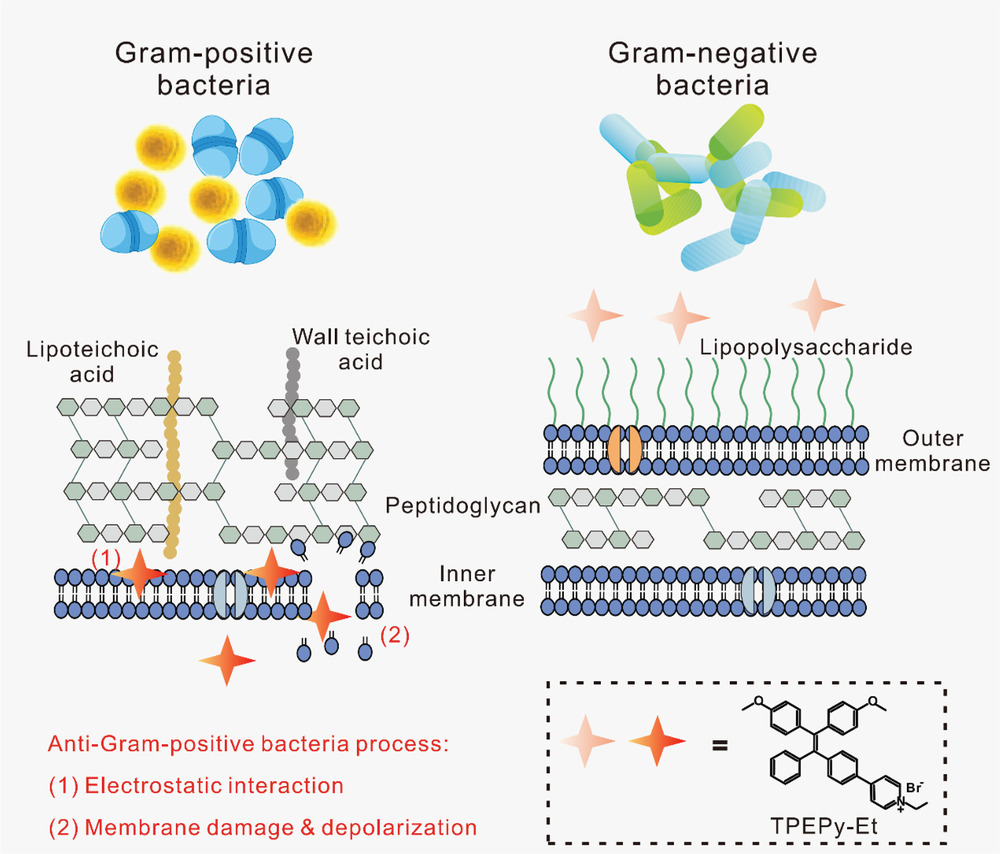 Gram-positive
bacteria
Gram-negative
bacteria
Lipoteichoic
acid
Wall teichoic
acid
Lipopolysaccharide
Outer
membrane
Peptidoglycan
(1)
Inner
membrane
(2)
Anti-Gram-positive bacteria process:
(1) Electrostatic interaction
(2) Membrane damage & depolarization
=
O
O
Br-
N
+
TPEPy-Et